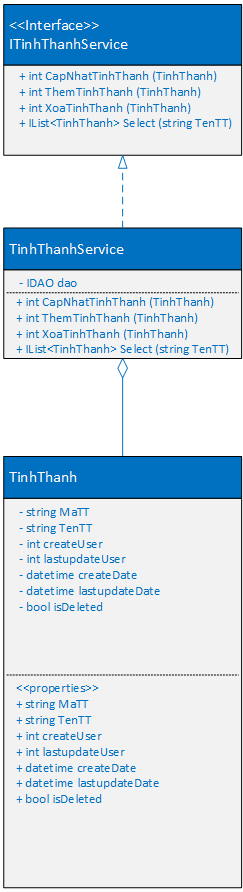 <<Interface>>
ITinhThanhService
+ int CapNhatTinhThanh (TinhThanh)
+ int ThemTinhThanh (TinhThanh)
+ int XoaTinhThanh (TinhThanh)
+ IList<TinhThanh> Select (string TenTT)
TinhThanhService
- IDAO dao
+ int CapNhatTinhThanh (TinhThanh)
+ int ThemTinhThanh (TinhThanh)
+ int XoaTinhThanh (TinhThanh)
+ IList<TinhThanh> Select (string TenTT)
TinhThanh
- string MaTT
- string TenTT
- int createUser
- int lastupdateUser
- datetime createDate
- datetime lastupdateDate
- bool isDeleted
<<properties>>
+ string MaTT
+ string TenTT
+ int createUser
+ int lastupdateUser
+ datetime createDate
+ datetime lastupdateDate
+ bool isDeleted